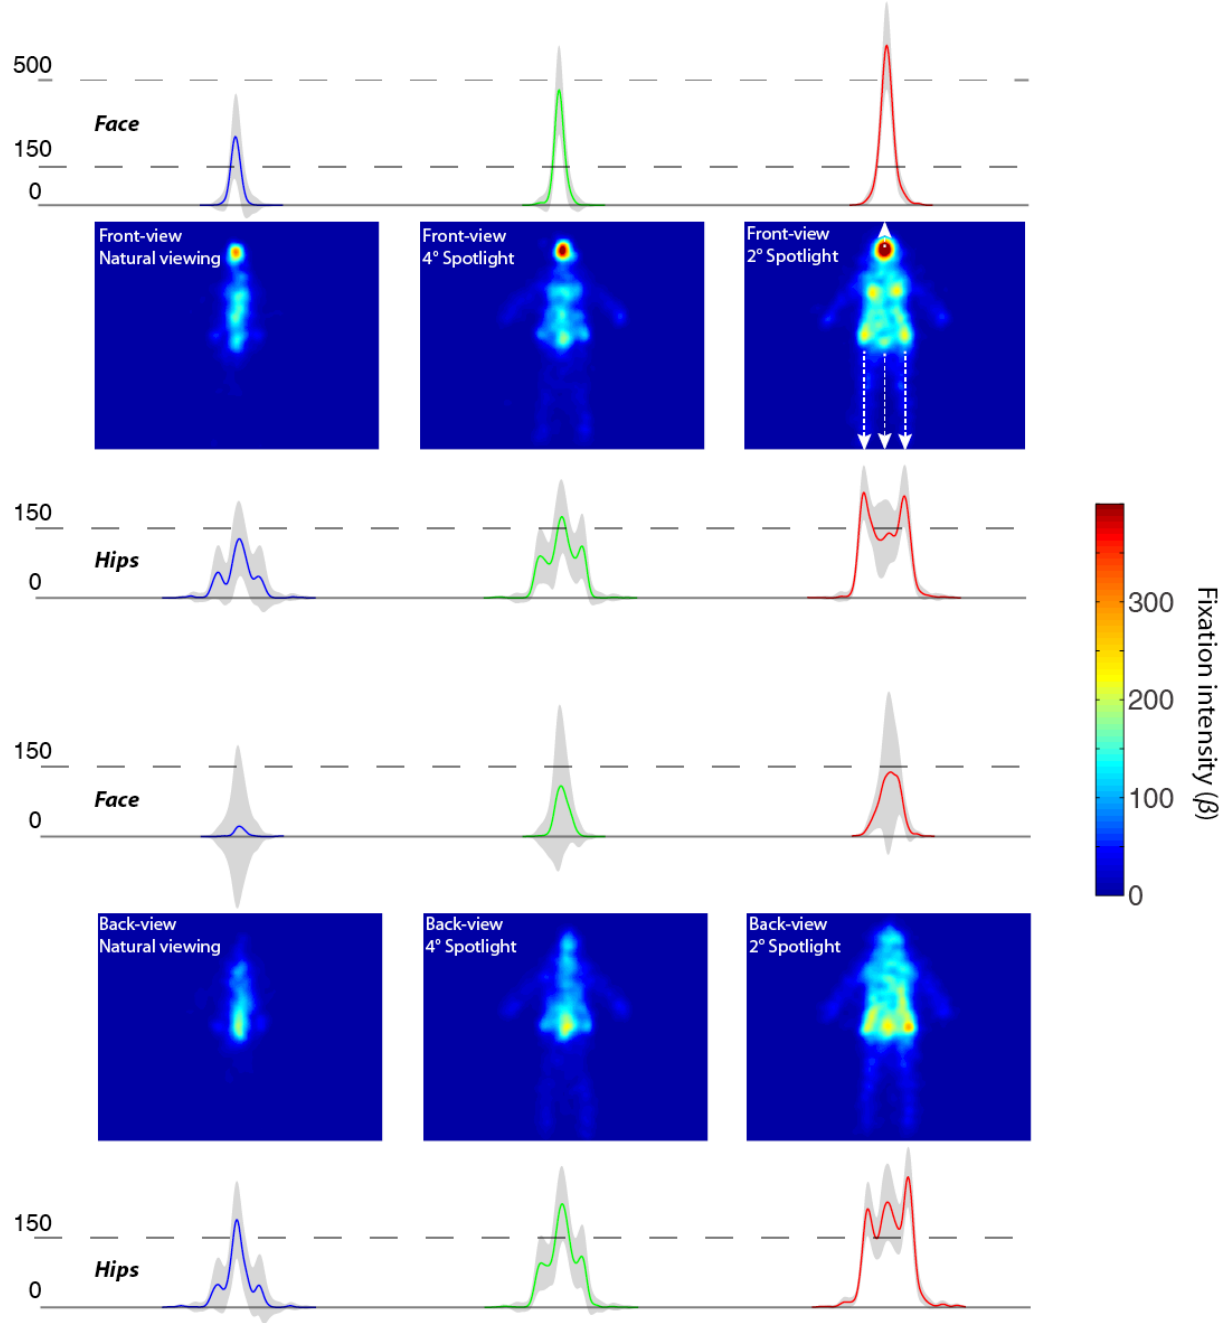 500
Face
150
0
Front-view
Natural viewing
Front-view
4° Spotlight
Front-view
2° Spotlight
150
Hips
0
300
200
100
0
Fixation intensity (β)
150
Face
0
Back-view
Natural viewing
Back-view
4° Spotlight
Back-view
2° Spotlight
150
Hips
0